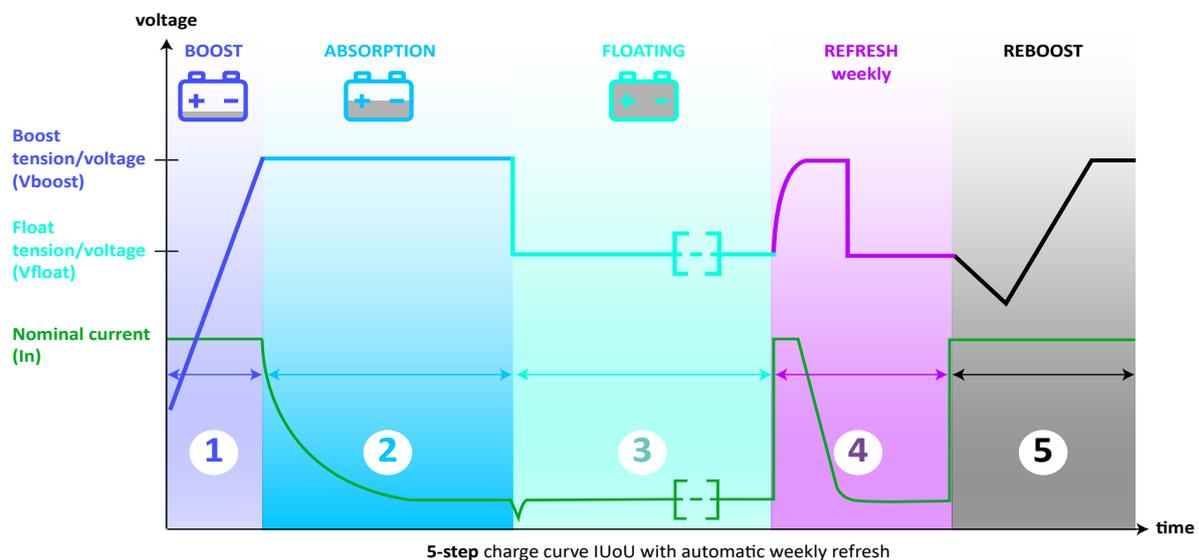 voltage
BOOST
ABSORPTION
FLOATING
REFRESH
weekly
REBOOST
+ −
+ −
+ −
Boost
tension/voltage
(Vboost)
Float
tension/voltage
(Vfloat)
Nominal current
(In)
1
2
3
4
5
time
5-step charge curve IUoU with automatic weekly refresh